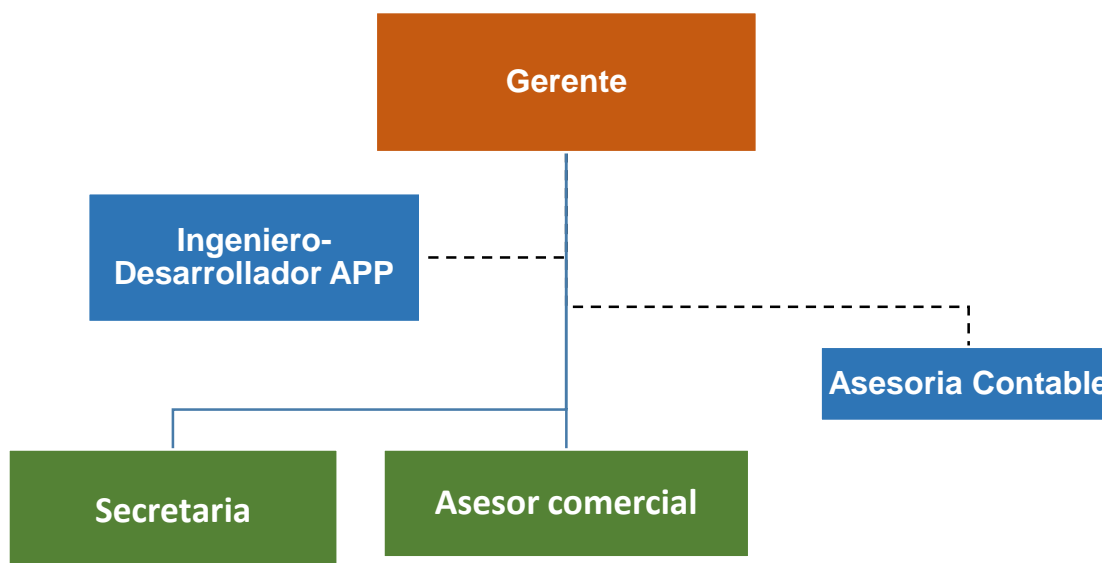 Gerente
Ingeniero-
Desarrollador APP
Asesoria Contable
Secretaria
Asesor comercial